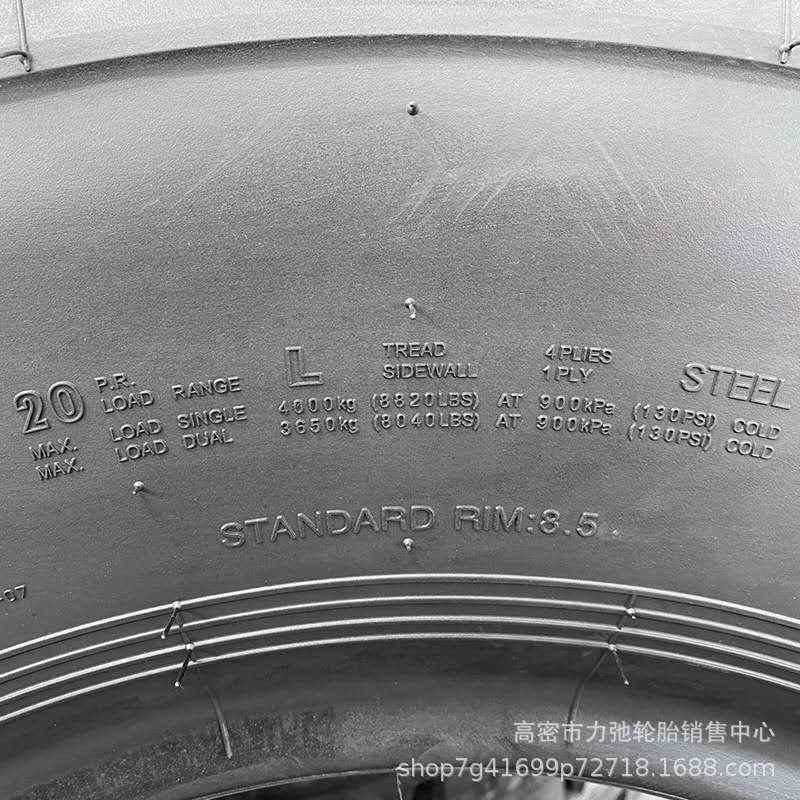 20 P.R. LOAD RANGE L
TREAD 4 PLIES
SIDEWALL 1 PLY
STEEL
MAX. LOAD SINGLE 4000kg (8820LBS) AT 900kPa (130PSI) COLD
MAX. LOAD DUAL 3650kg (8040LBS) AT 900kPa (130PSI) COLD
STANDARD RIM:8.5
-07
高密市力弛轮胎销售中心
shop7g41699p72718.1688.com